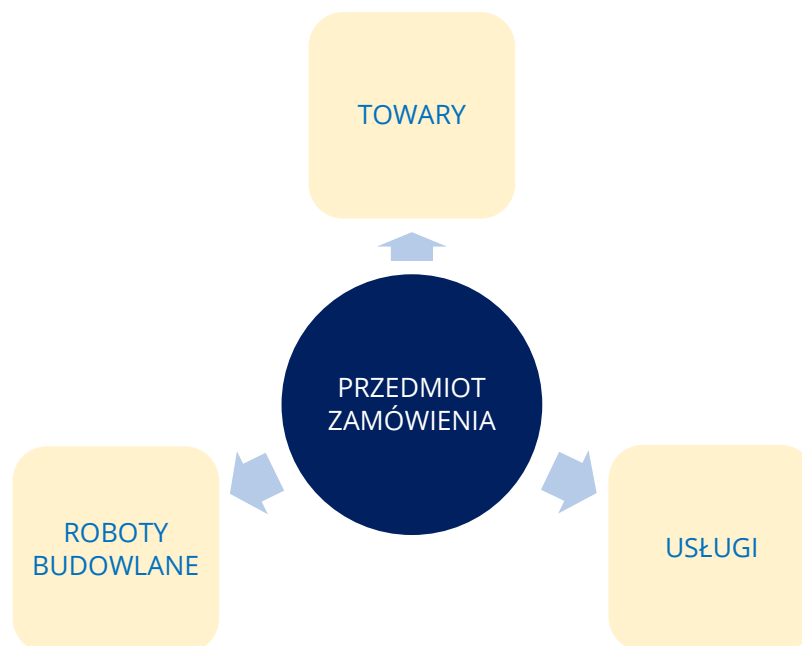 TOWARY
PRZEDMIOT
ZAMÓWIENIA
ROBOTY
BUDOWLANE
USŁUGI